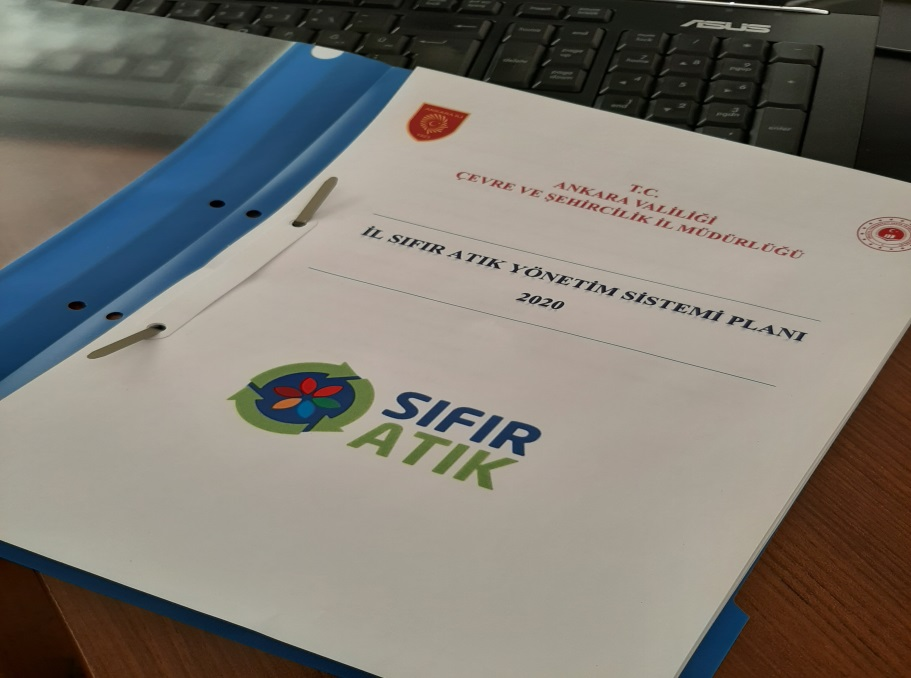 ASUS
T.C.
ANKARA VALİLİĞİ
ÇEVRE VE ŞEHİRCİLİK İL MÜDÜRLÜĞÜ
İL SIFIR ATIK YÖNETİM SİSTEMİ PLANI
2020
SIFIR
ATIK